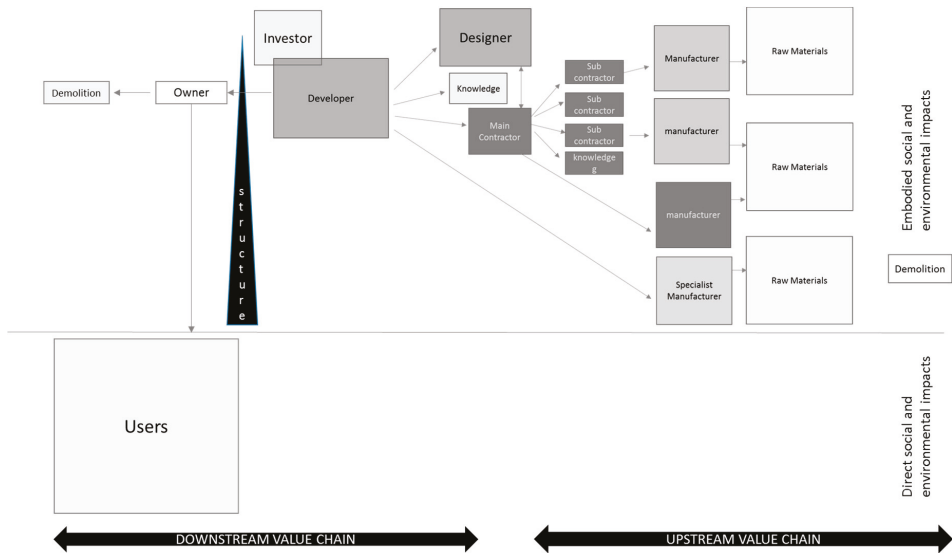 Investor
Designer
Sub
contractor
Manufacturer
Raw Materials
Demolition
Owner
Developer
Knowledge
Sub
contractor
Main
Contractor
Sub
contractor
manufacturer
knowledge
g
Raw Materials
Embodied social and
environmental impacts
structure
manufacturer
Specialist
Manufacturer
Raw Materials
Demolition
Users
Direct social and
environmental impacts
DOWNSTREAM VALUE CHAIN
UPSTREAM VALUE CHAIN